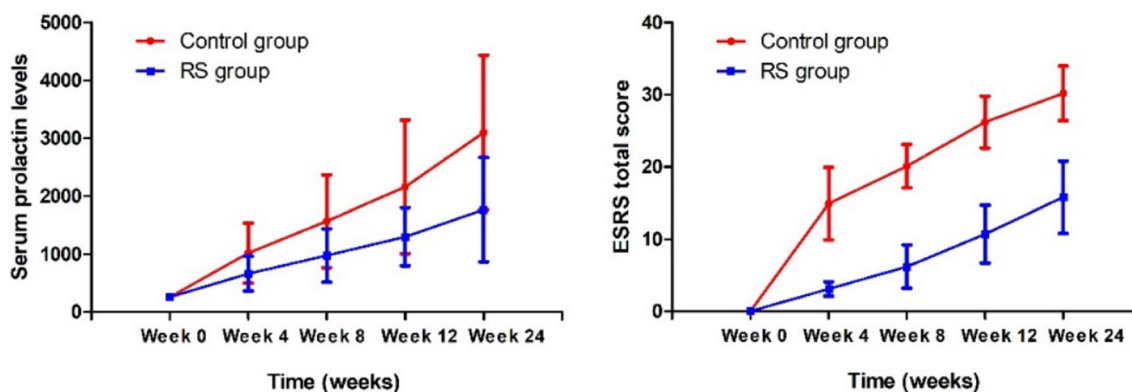 Serum prolactin levels
5000
4000
3000
2000
1000
0
Control group
RS group
Week 0 Week 4 Week 8 Week 12 Week 24
Time (weeks)
ESRS total score
40
30
20
10
0
Control group
RS group
Week 0 Week 4 Week 8 Week 12 Week 24
Time (weeks)